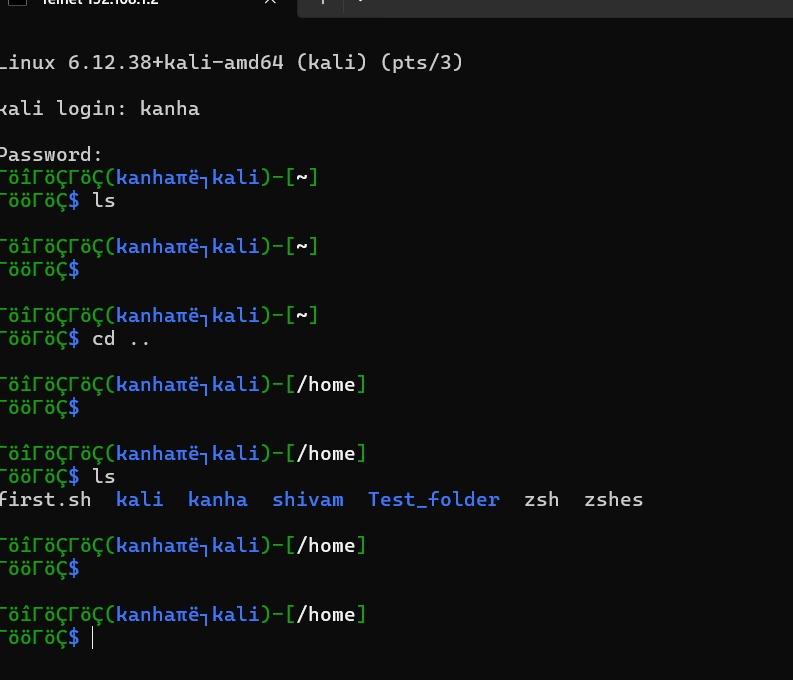 Telnet 192.168.1.2
Linux 6.12.38+kali-amd64 (kali) (pts/3)
kali login: kanha
Password:
ΓöîΓöÇΓöÇ(kanhaπë┐kali)-[~]
ΓööΓöÇ$ ls
ΓöîΓöÇΓöÇ(kanhaπë┐kali)-[~]
ΓööΓöÇ$
ΓöîΓöÇΓöÇ(kanhaπë┐kali)-[~]
ΓööΓöÇ$ cd ..
ΓöîΓöÇΓöÇ(kanhaπë┐kali)-[/home]
ΓööΓöÇ$
ΓöîΓöÇΓöÇ(kanhaπë┐kali)-[/home]
ΓööΓöÇ$ ls
first.sh kali kanha shivam Test_folder zsh zshes
ΓöîΓöÇΓöÇ(kanhaπë┐kali)-[/home]
ΓööΓöÇ$
ΓöîΓöÇΓöÇ(kanhaπë┐kali)-[/home]
ΓööΓöÇ$